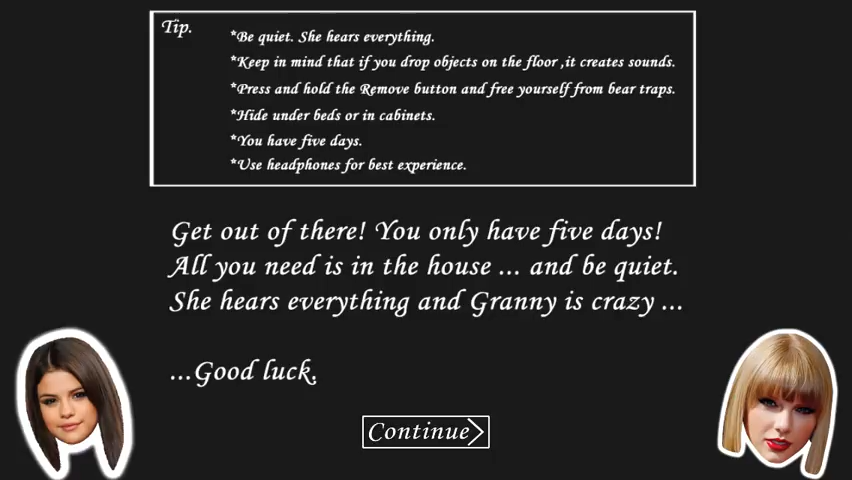 Tip.
*Be quiet. She hears everything.
*Keep in mind that if you drop objects on the floor ,it creates sounds.
*Press and hold the Remove button and free yourself from bear traps.
*Hide under beds or in cabinets.
*You have five days.
*Use headphones for best experience.
Get out of there! You only have five days!
All you need is in the house ... and be quiet.
She hears everything and Granny is crazy ...
...Good luck.
Continue